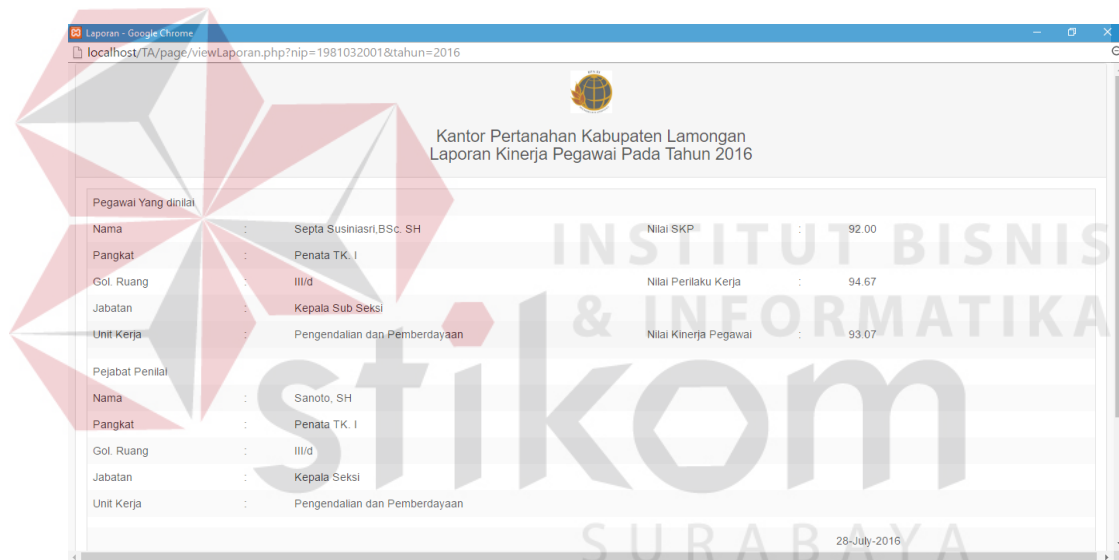 Laporan - Google Chrome
localhost/TA/page/viewLaporan.php?nip=1981032001&tahun=2016
Kantor Pertanahan Kabupaten Lamongan
Laporan Kinerja Pegawai Pada Tahun 2016
Pegawai Yang dinilai
Nama : Septa Susiniasri,BSc. SH Nilai SKP : 92.00
Pangkat : Penata TK. I
Gol. Ruang : III/d Nilai Perilaku Kerja : 94.67
Jabatan : Kepala Sub Seksi
Unit Kerja : Pengendalian dan Pemberdayaan Nilai Kinerja Pegawai : 93.07
Pejabat Penilai
Nama : Sanoto, SH
Pangkat : Penata TK. I
Gol. Ruang : III/d
Jabatan : Kepala Seksi
Unit Kerja : Pengendalian dan Pemberdayaan
28-July-2016
INSTITUT BISNIS
& INFORMATIKA
stikom
SURABAYA